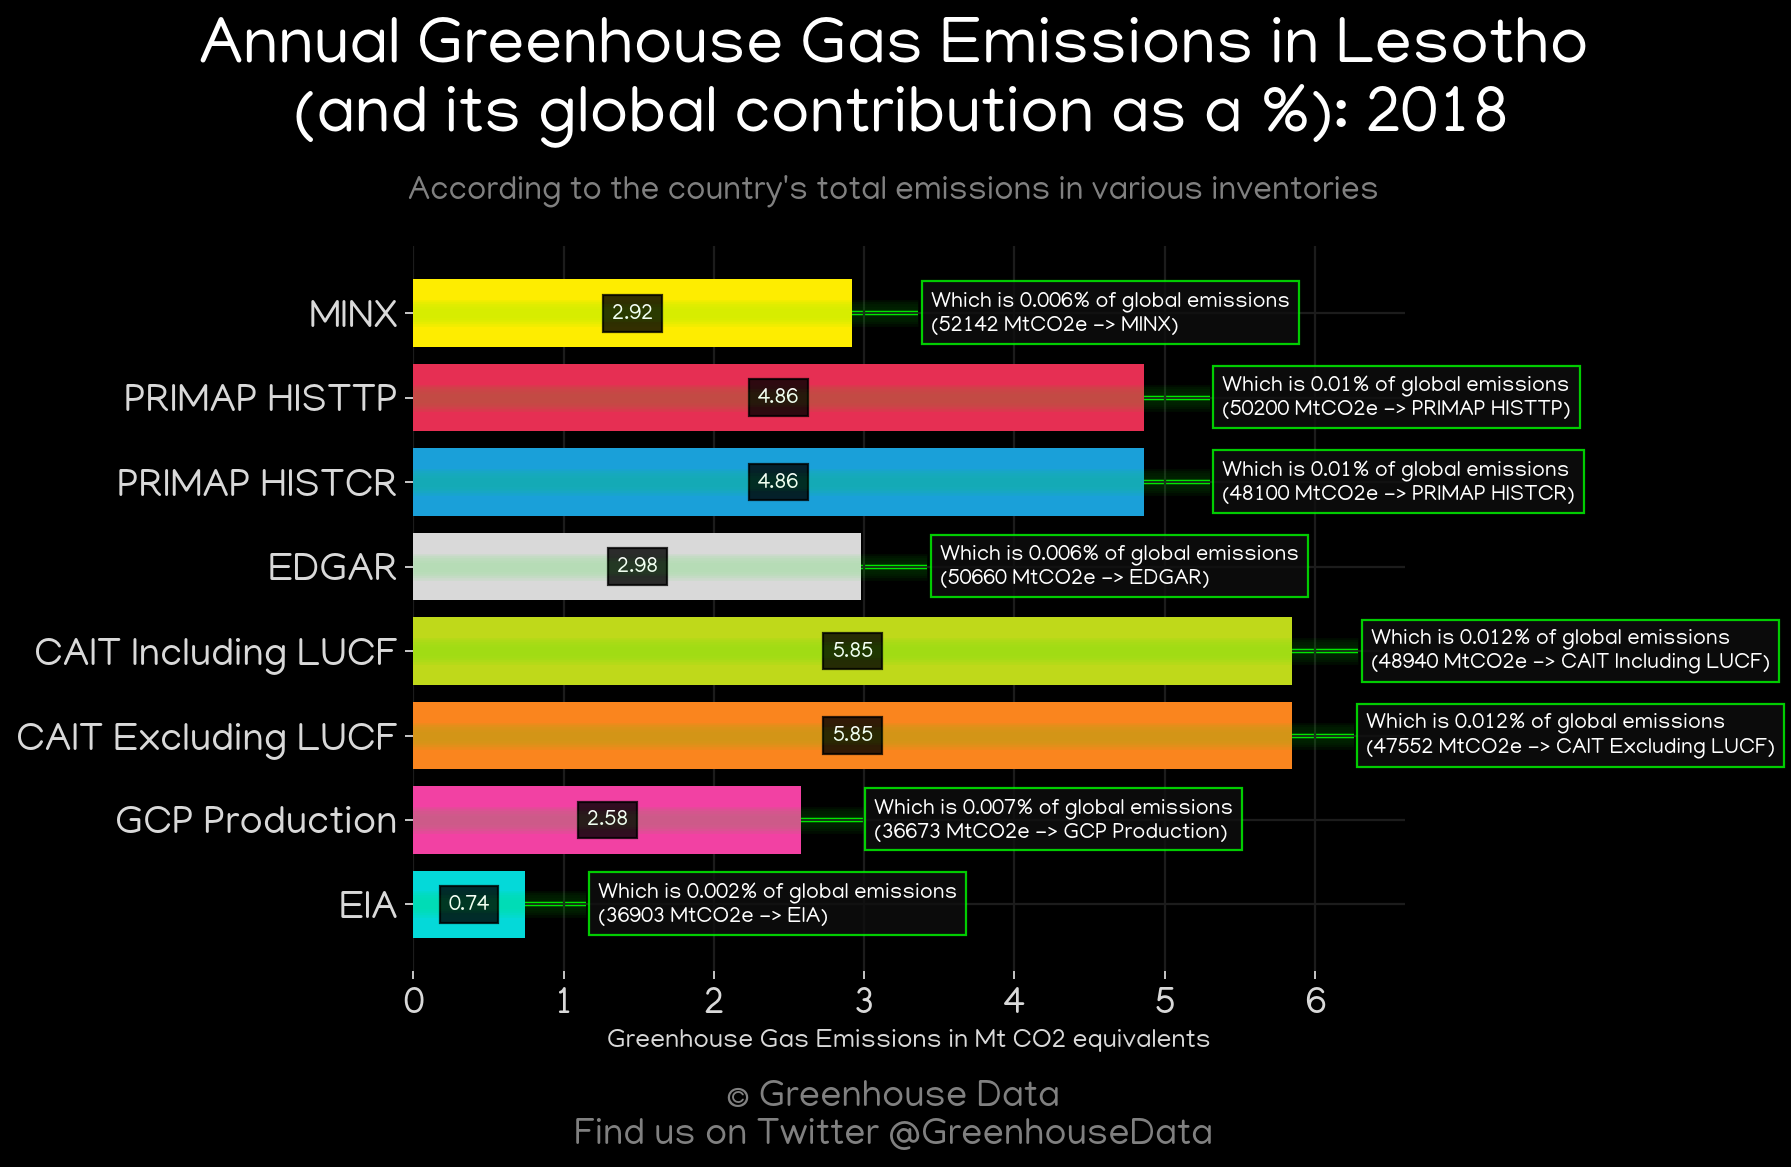 Annual Greenhouse Gas Emissions in Lesotho
(and its global contribution as a %): 2018
According to the country's total emissions in various inventories
MINX
2.92
Which is 0.006% of global emissions
(52142 MtCO2e -> MINX)
PRIMAP HISTTP
4.86
Which is 0.01% of global emissions
(50200 MtCO2e -> PRIMAP HISTTP)
PRIMAP HISTCR
4.86
Which is 0.01% of global emissions
(48100 MtCO2e -> PRIMAP HISTCR)
EDGAR
2.98
Which is 0.006% of global emissions
(50660 MtCO2e -> EDGAR)
CAIT Including LUCF
5.85
Which is 0.012% of global emissions
(48940 MtCO2e -> CAIT Including LUCF)
CAIT Excluding LUCF
5.85
Which is 0.012% of global emissions
(47552 MtCO2e -> CAIT Excluding LUCF)
GCP Production
2.58
Which is 0.007% of global emissions
(36673 MtCO2e -> GCP Production)
EIA
0.74
Which is 0.002% of global emissions
(36903 MtCO2e -> EIA)
0 1 2 3 4 5 6
Greenhouse Gas Emissions in Mt CO2 equivalents
© Greenhouse Data
Find us on Twitter @GreenhouseData